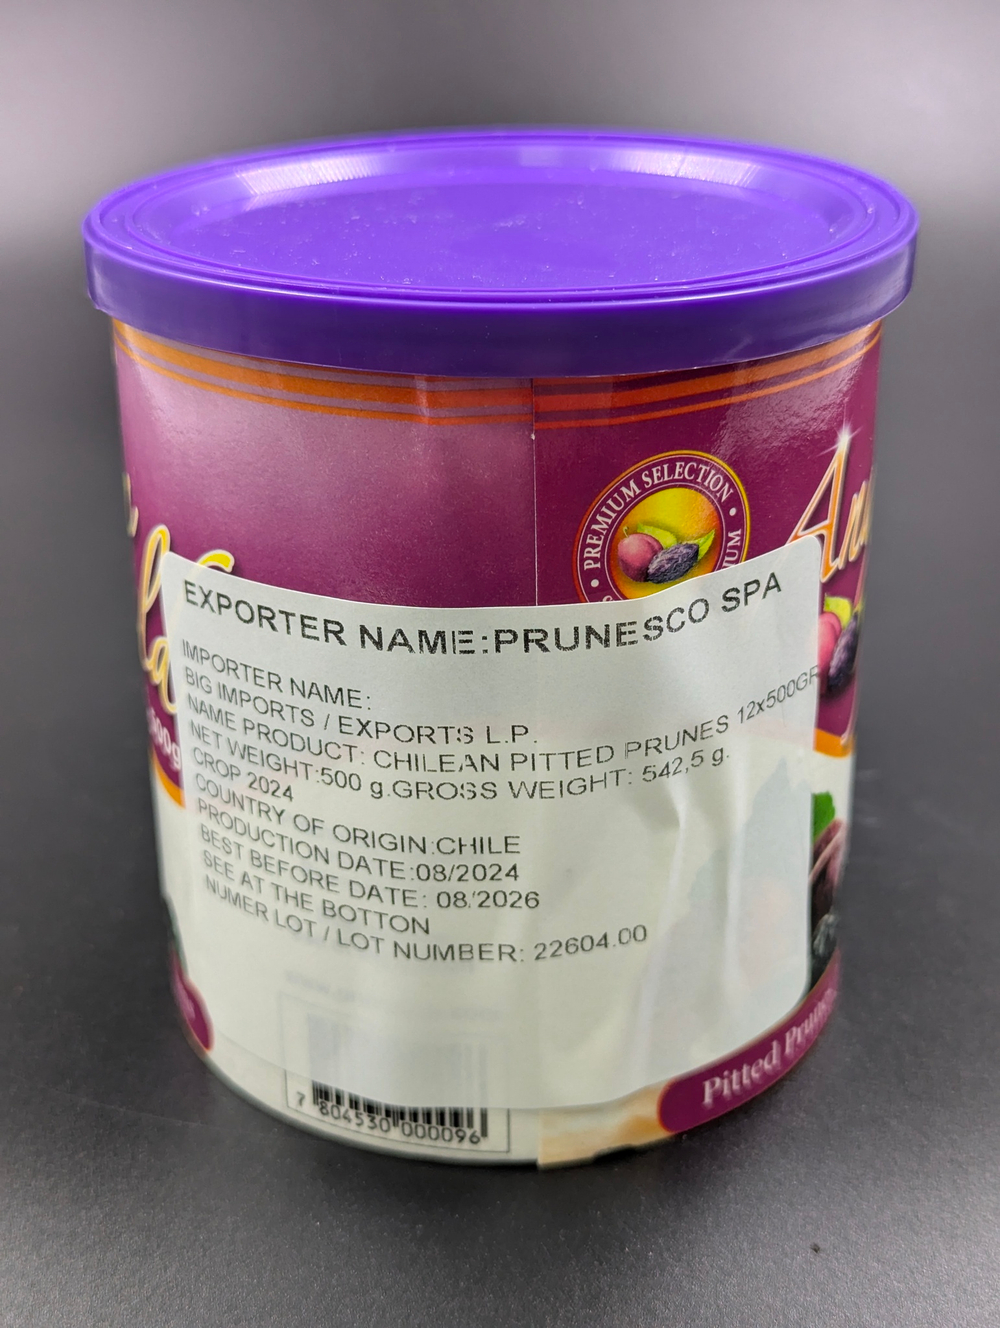 PREMIUM SELECTION
EXPORTER NAME:PRUNESCO SPA
IMPORTER NAME:
BIG IMPORTS / EXPORTS L.P.
NAME PRODUCT: CHILEAN PITTED PRUNES 12x500GR
NET WEIGHT:500 g.GROSS WEIGHT: 542,5 g.
CROP 2024
COUNTRY OF ORIGIN:CHILE
PRODUCTION DATE:08/2024
BEST BEFORE DATE: 08/2026
SEE AT THE BOTTON
NUMER LOT / LOT NUMBER: 22604.00
Pitted Prunes
7 804530 000096